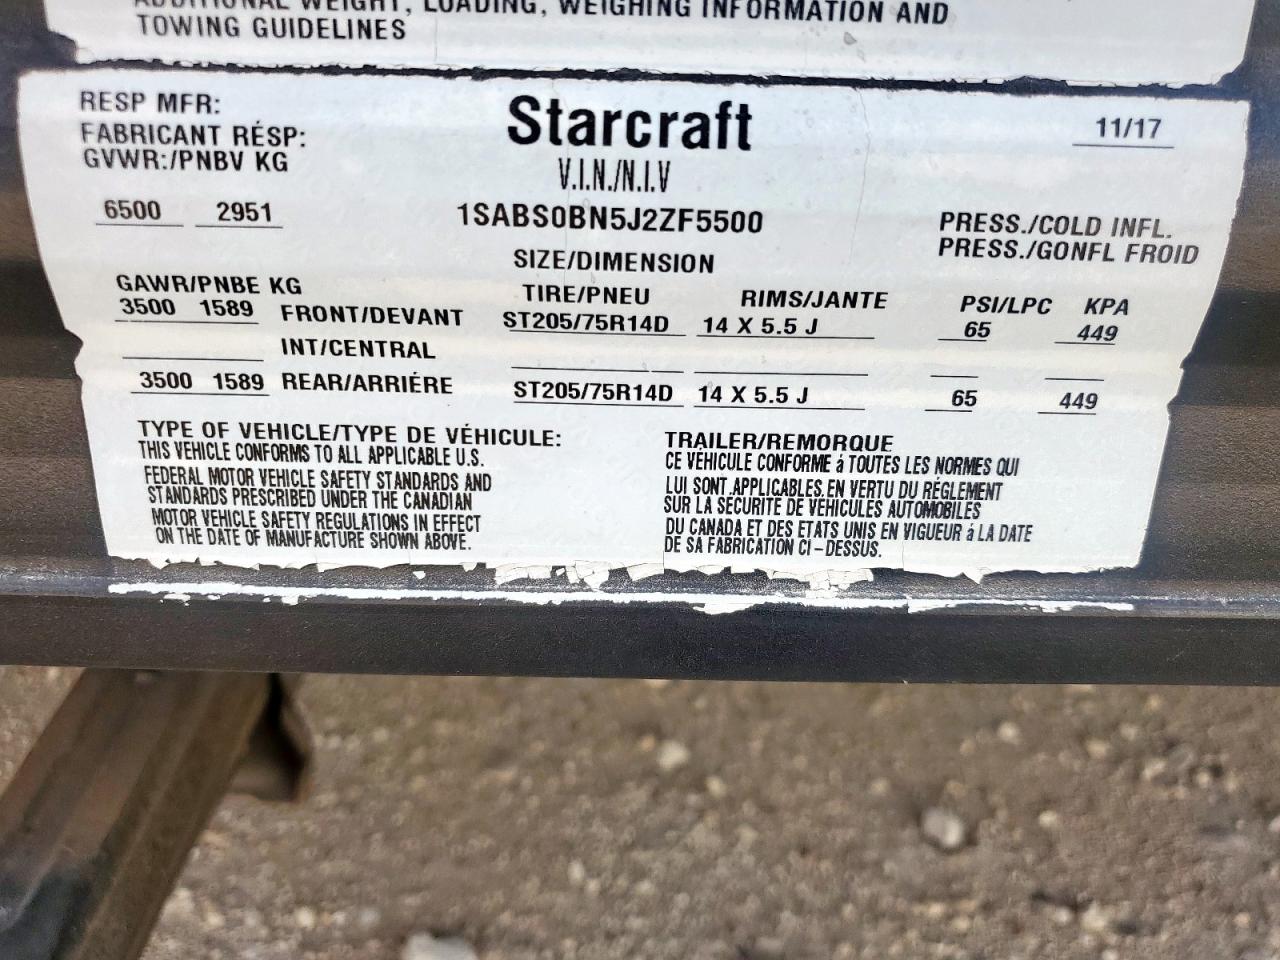 ADDITIONAL WEIGHT, LOADING, WEIGHING INFORMATION AND
TOWING GUIDELINES
RESP MFR:
FABRICANT RÉSP:
GVWR:/PNBV KG
Starcraft
11/17
V.I.N./N.I.V
6500 2951
1SABS0BN5J2ZF5500
PRESS./COLD INFL.
PRESS./GONFL FROID
SIZE/DIMENSION
GAWR/PNBE KG
TIRE/PNEU RIMS/JANTE PSI/LPC KPA
3500 1589 FRONT/DEVANT ST205/75R14D 14 X 5.5 J 65 449
INT/CENTRAL
3500 1589 REAR/ARRIÉRE ST205/75R14D 14 X 5.5 J 65 449
TYPE OF VEHICLE/TYPE DE VÉHICULE:
THIS VEHICLE CONFORMS TO ALL APPLICABLE U.S.
FEDERAL MOTOR VEHICLE SAFETY STANDARDS AND
STANDARDS PRESCRIBED UNDER THE CANADIAN
MOTOR VEHICLE SAFETY REGULATIONS IN EFFECT
ON THE DATE OF MANUFACTURE SHOWN ABOVE.
TRAILER/REMORQUE
CE VÉHICULE CONFORME á TOUTES LES NORMES QUI
LUI SONT APPLICABLES EN VERTU DU RÉGLEMENT
SUR LA SÉCURITÉ DE VÉHICULES AUTOMOBILES
DU CANADA ET DES ETATS UNIS EN VIGUEUR á LA DATE
DE SA FABRICATION CI-DESSUS.